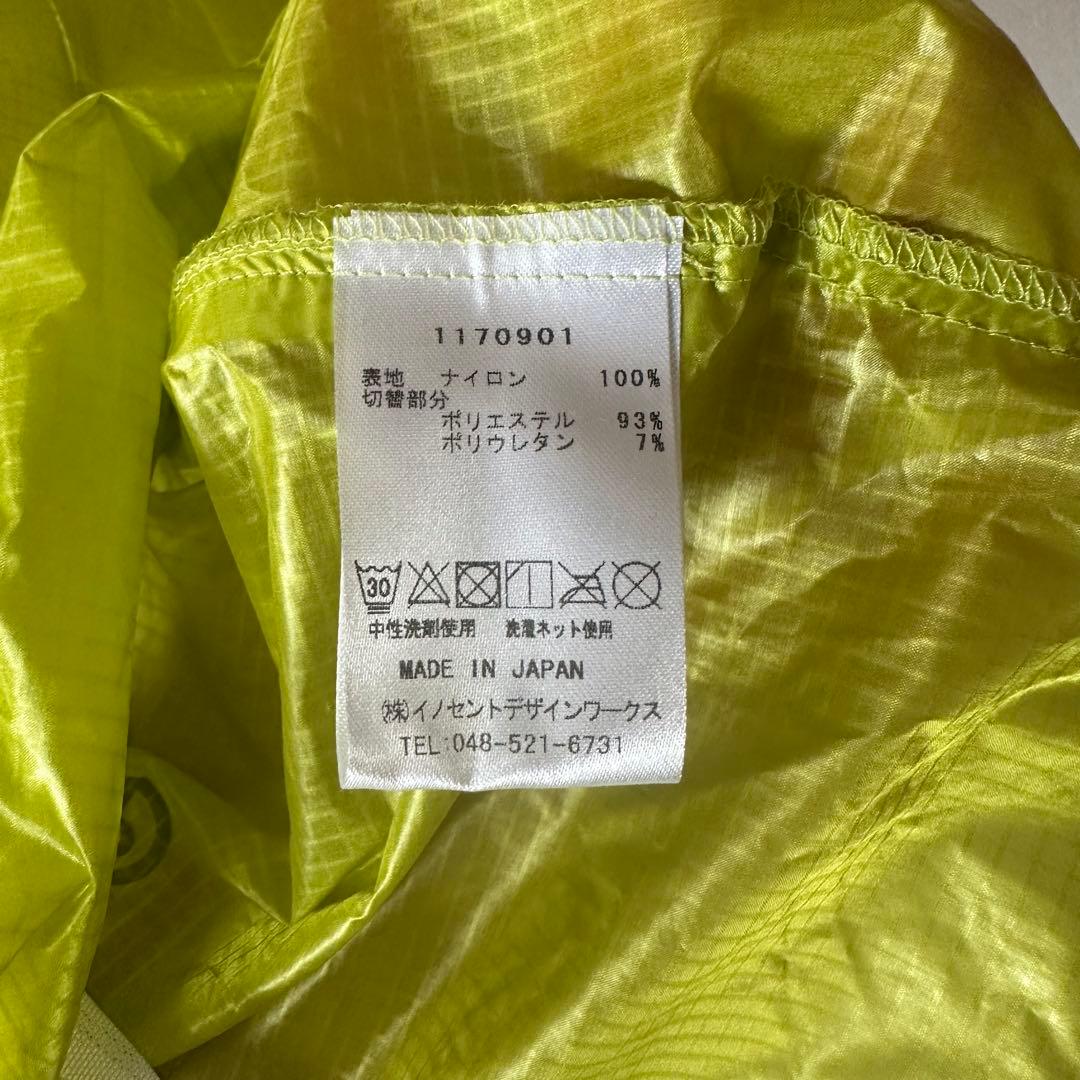 1170901
表地 ナイロン 100%
切替部分
ポリエステル 93%
ポリウレタン 7%
30
中性洗剤使用 洗濯ネット使用
MADE IN JAPAN
㈱イノセントデザインワークス
TEL:048-521-6731